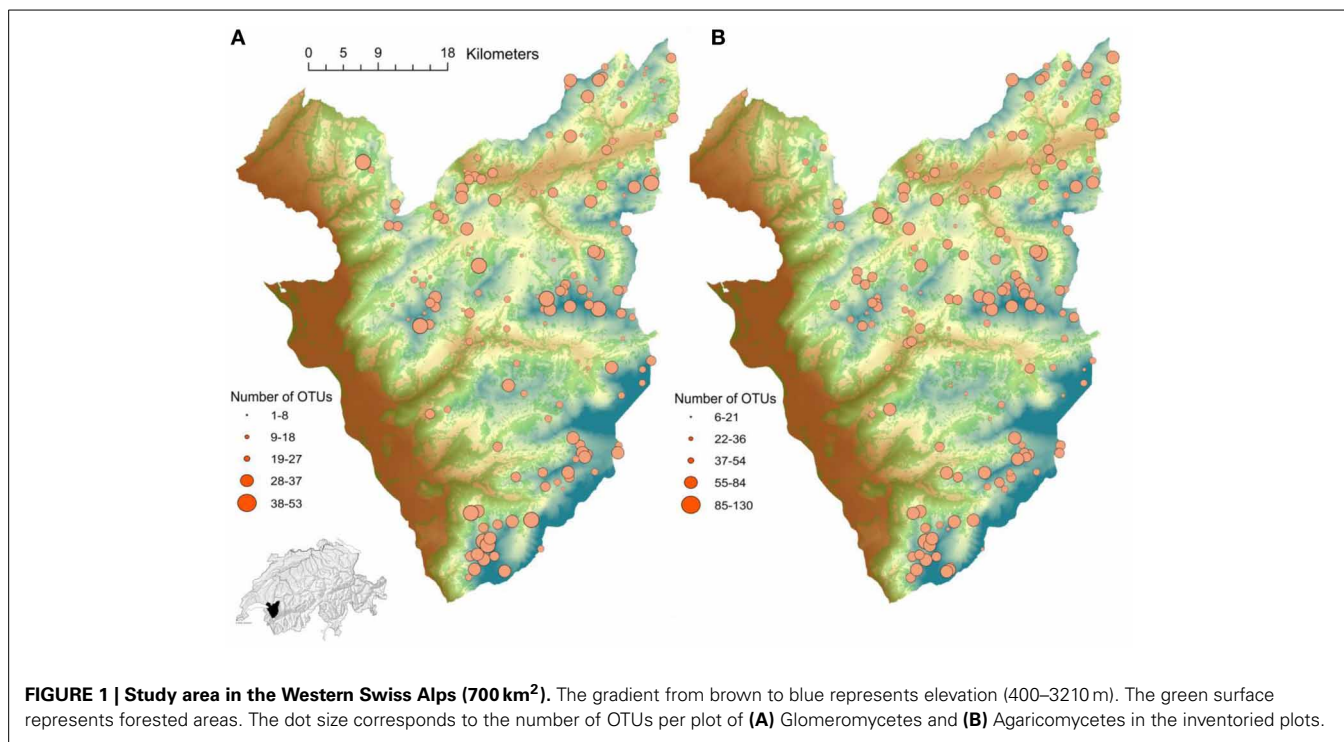 A
B
0 5 9 18 Kilometers
Number of OTUs
1-8
9-18
19-27
28-37
38-53
Number of OTUs
6-21
22-36
37-54
55-84
85-130
FIGURE 1 | Study area in the Western Swiss Alps (700 km²). The gradient from brown to blue represents elevation (400–3210 m). The green surface
represents forested areas. The dot size corresponds to the number of OTUs per plot of (A) Glomeromycetes and (B) Agaricomycetes in the inventoried plots.